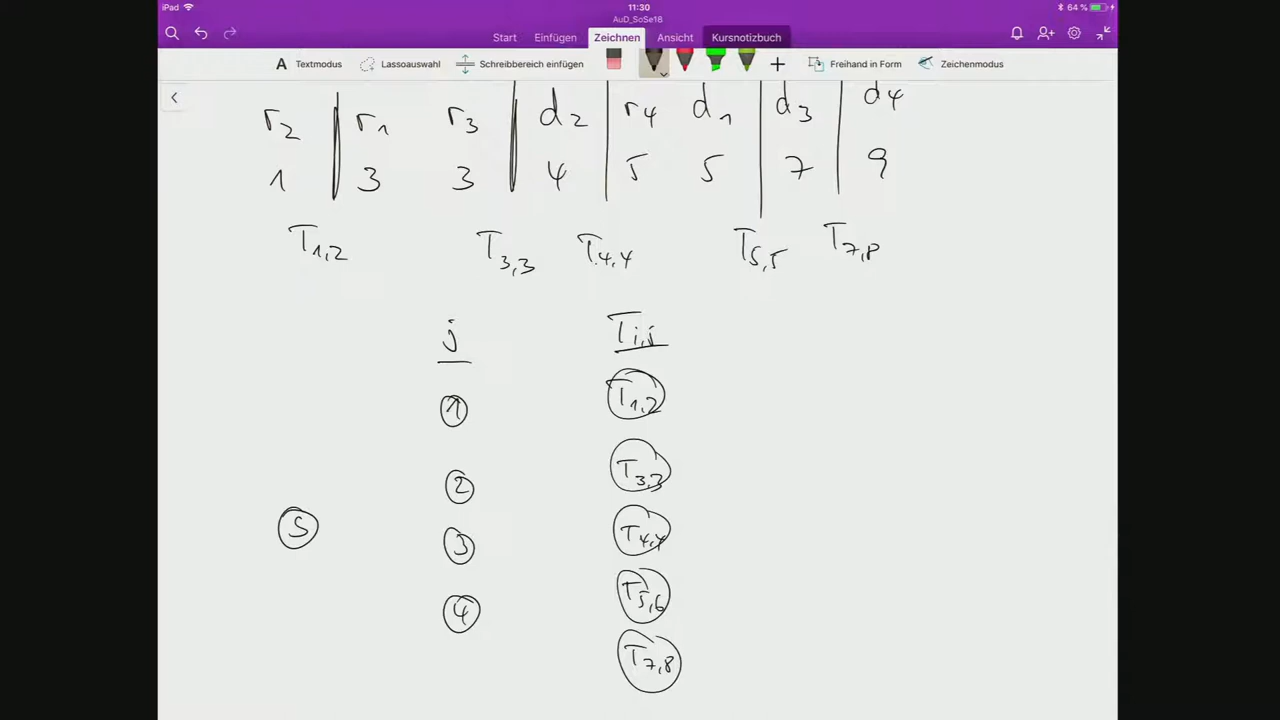 iPad 11:30 64 %
AuD_SoSe18
Start Einfügen Zeichnen Ansicht Kursnotizbuch
A Textmodus Lassoauswahl Schreibbereich einfügen Freihand in Form Zeichenmodus
r2 r1 r3 d2 r4 d1 d3 d4
1 3 3 4 5 5 7 9
T1,2 T3,3 T4,4 T5,5 T7,8
j Ti,j
1 T1,2
2 T3,3
S 3 T4,4
4 T5,6
T7,8